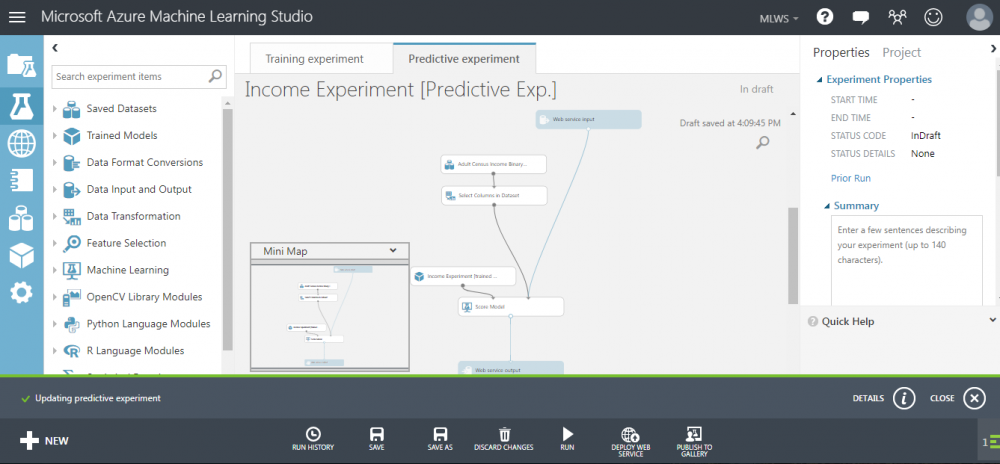 Microsoft Azure Machine Learning Studio
MLWS
Search experiment items
Saved Datasets
Trained Models
Data Format Conversions
Data Input and Output
Data Transformation
Feature Selection
Machine Learning
OpenCV Library Modules
Python Language Modules
R Language Modules
Training experiment
Predictive experiment
Income Experiment [Predictive Exp.]
In draft
Draft saved at 4:09:45 PM
Web service input
Adult Census Income Binary...
Select Columns in Dataset
Income Experiment [trained ...
Score Model
Web service output
Mini Map
Properties
Project
Experiment Properties
START TIME -
END TIME -
STATUS CODE InDraft
STATUS DETAILS None
Prior Run
Summary
Enter a few sentences describing
your experiment (up to 140
characters).
Quick Help
Updating predictive experiment
DETAILS
CLOSE
NEW
RUN HISTORY
SAVE
SAVE AS
DISCARD CHANGES
RUN
DEPLOY WEB
SERVICE
PUBLISH TO
GALLERY
1